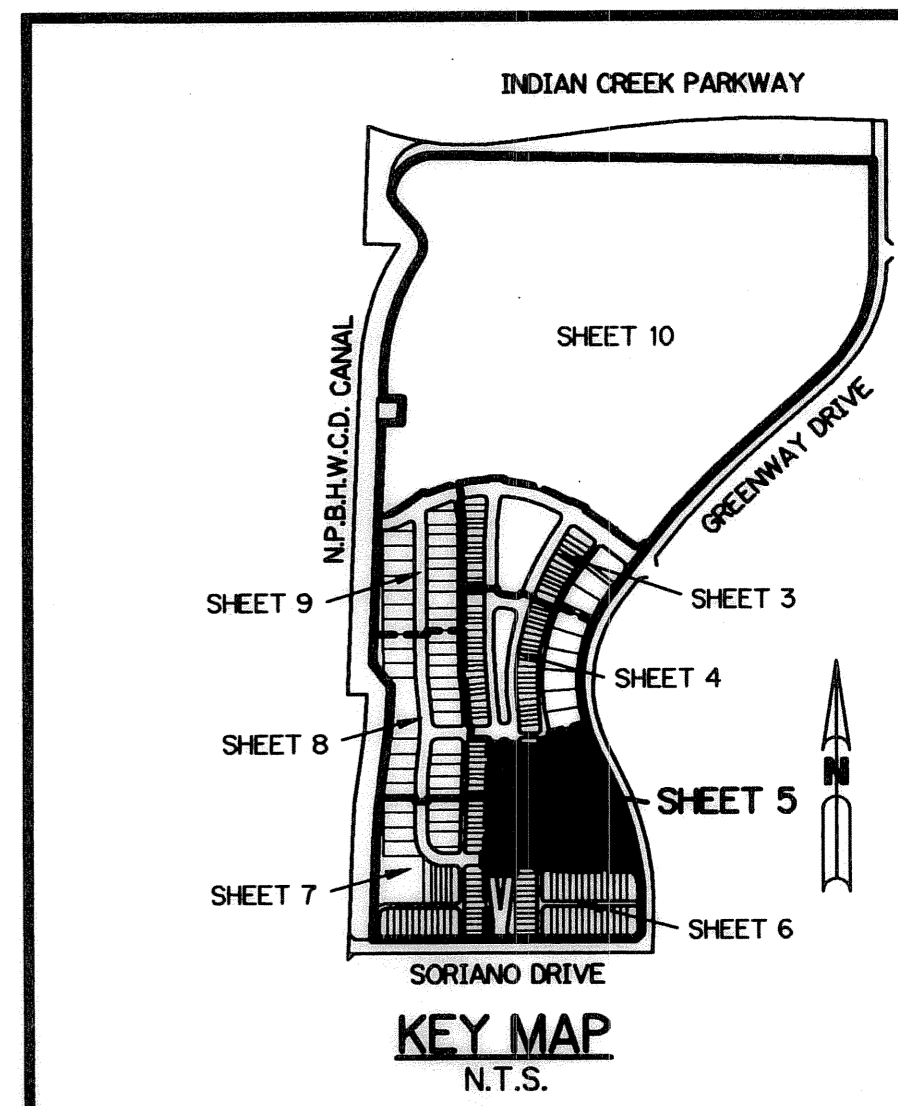 INDIAN CREEK PARKWAY
N.P.B.H.W.C.D. CANAL
SHEET 10
GREENWAY DRIVE
SHEET 9
SHEET 3
SHEET 4
SHEET 8
N
SHEET 5
SHEET 7
SHEET 6
SORIANO DRIVE
KEY MAP
N.T.S.